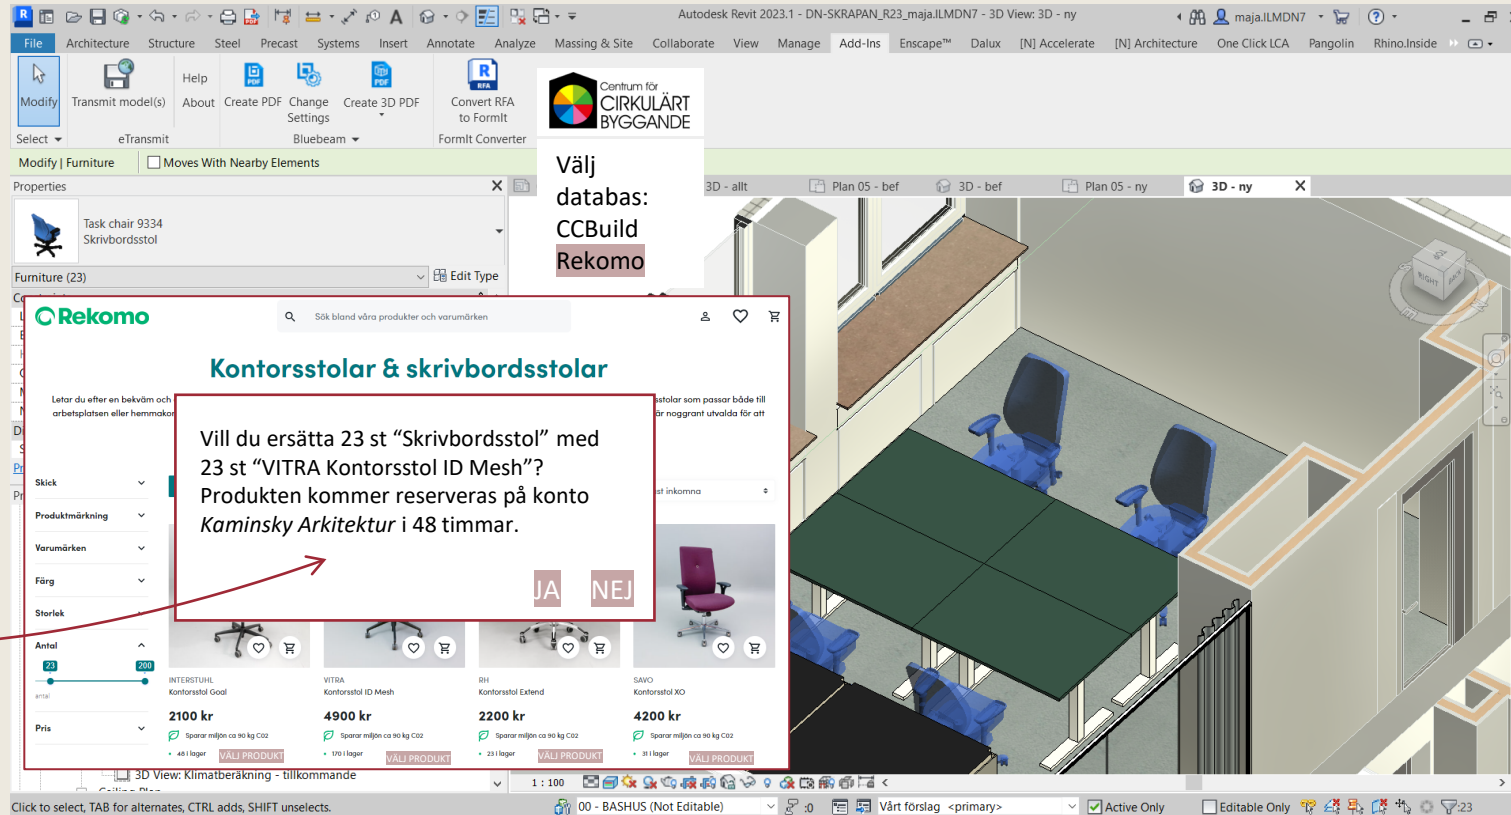 Autodesk Revit 2023.1 - DN-SKRAPAN_R23_maja.ILMDN7 - 3D View: 3D - ny
maja.ILMDN7
File Architecture Structure Steel Precast Systems Insert Annotate Analyze Massing & Site Collaborate View Manage Add-Ins Enscape™ Dalux [N] Accelerate [N] Architecture One Click LCA Pangolin Rhino.Inside
Modify
Transmit model(s)
Help
About
Create PDF
Change Settings
Create 3D PDF
Convert RFA
to FormIt
Select
eTransmit
Bluebeam
FormIt Converter
Centrum för
CIRKULÄRT
BYGGANDE
Modify | Furniture
Moves With Nearby Elements
Välj
databas:
CCBuild
Rekomo
Properties
3D - allt
Plan 05 - bef
3D - bef
Plan 05 - ny
3D - ny
Task chair 9334
Skrivbordsstol
Furniture (23)
Edit Type
RIGHT
Rekomo
Sök bland våra produkter och varumärken
Kontorsstolar & skrivbordsstolar
Letar du efter en bekväm och
sstolar som passar både till
arbetsplatsen eller hemmakon
är noggrant utvalda för att
Vill du ersätta 23 st “Skrivbordsstol” med
23 st “VITRA Kontorsstol ID Mesh”?
Produkten kommer reserveras på konto
Kaminsky Arkitektur i 48 timmar.
JA NEJ
st inkomna
Skick
Produktmärkning
Varumärken
Färg
Storlek
Antal
23 200
antal
Pris
INTERSTUHL
Kontorsstol Goal
2100 kr
Sparar miljön ca 90 kg C02
48 i lager
VÄLJ PRODUKT
VITRA
Kontorsstol ID Mesh
4900 kr
Sparar miljön ca 90 kg C02
170 i lager
VÄLJ PRODUKT
RH
Kontorsstol Extend
2200 kr
Sparar miljön ca 90 kg C02
23 i lager
VÄLJ PRODUKT
SAVO
Kontorsstol XO
4200 kr
Sparar miljön ca 90 kg C02
31 i lager
VÄLJ PRODUKT
3D View: Klimatberäkning - tillkommande
1 : 100
Click to select, TAB for alternates, CTRL adds, SHIFT unselects.
00 - BASHUS (Not Editable)
:0
Vårt förslag <primary>
Active Only
Editable Only
:23